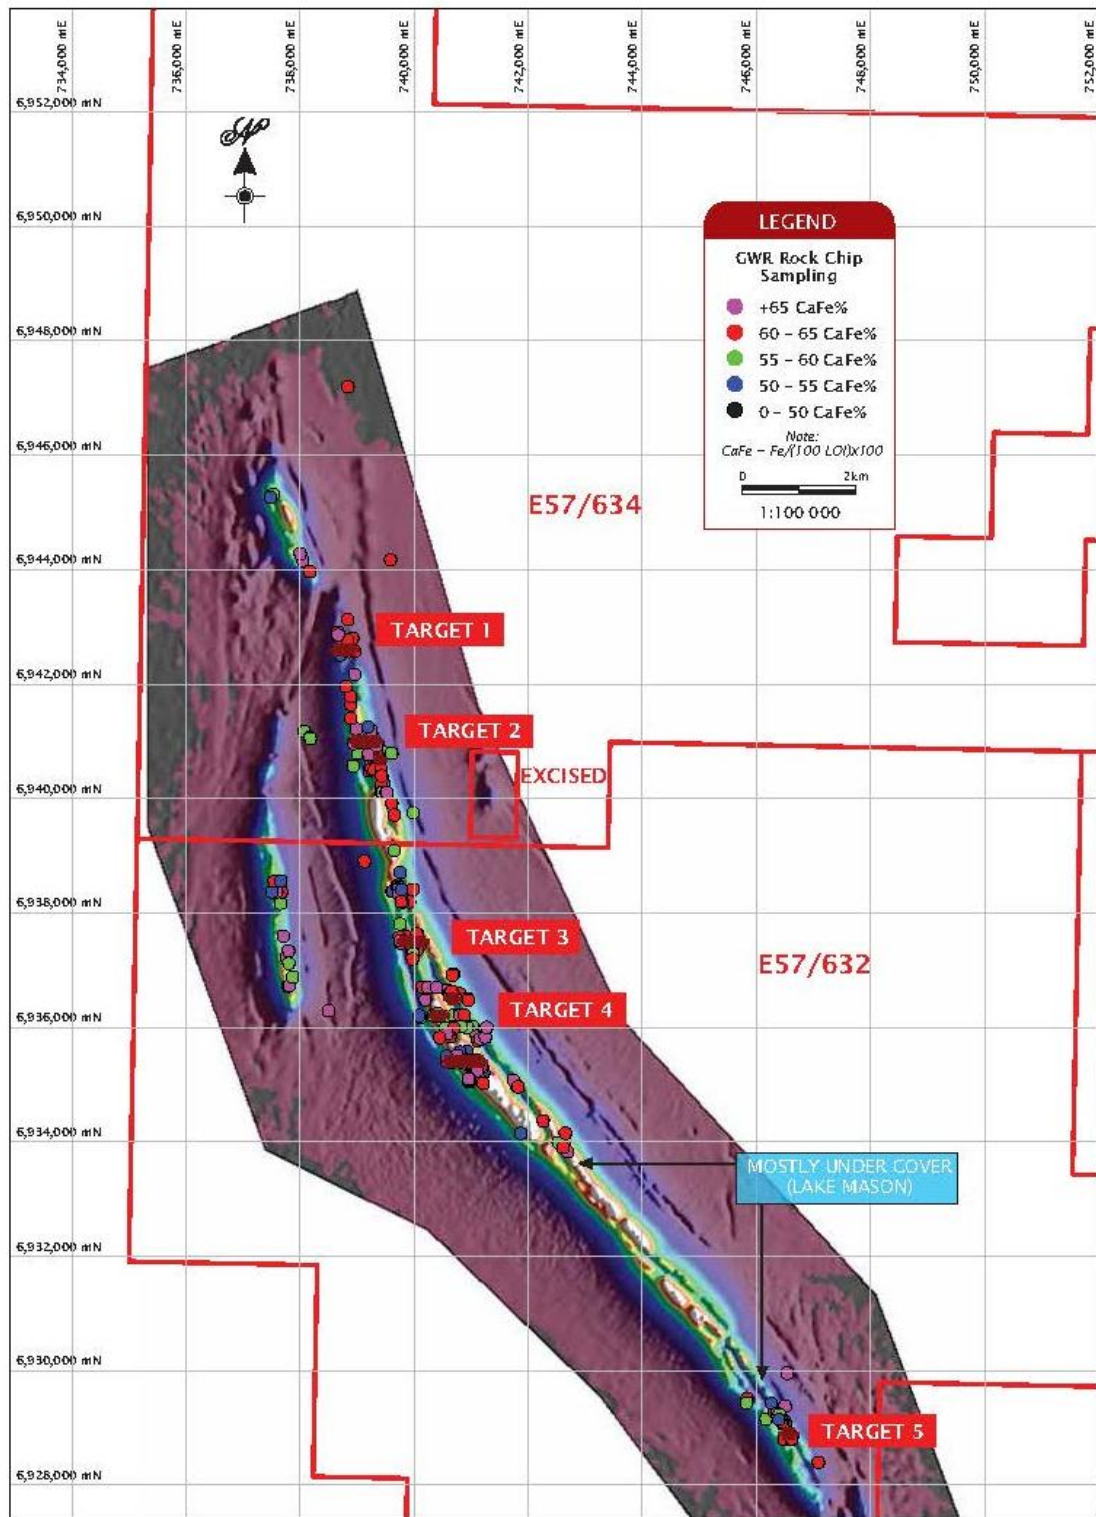 734,000 mE
736,000 mE
738,000 mE
740,000 mE
742,000 mE
744,000 mE
746,000 mE
748,000 mE
750,000 mE
752,000 mE
6,952,000 mN
6,950,000 mN
6,948,000 mN
6,946,000 mN
6,944,000 mN
6,942,000 mN
6,940,000 mN
6,938,000 mN
6,936,000 mN
6,934,000 mN
6,932,000 mN
6,930,000 mN
6,928,000 mN
LEGEND
GWR Rock Chip
Sampling
+65 CaFe%
60 – 65 CaFe%
55 – 60 CaFe%
50 – 55 CaFe%
0 – 50 CaFe%
Note:
CaFe – Fe/(100 LOI)x100
0 2km
1:100 000
E57/634
TARGET 1
TARGET 2
EXCISED
TARGET 3
E57/632
TARGET 4
MOSTLY UNDER COVER
(LAKE MASON)
TARGET 5